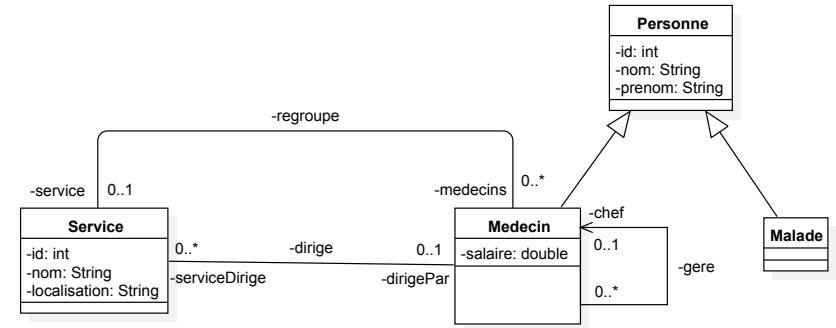 Personne
-id: int
-nom: String
-prenom: String
-regroupe
-service
0..1
-medecins
0..*
Service
-id: int
-nom: String
-localisation: String
0..*
-serviceDirige
-dirige
0..1
-dirigePar
Medecin
-salaire: double
-chef
0..1
-gere
0..*
Malade